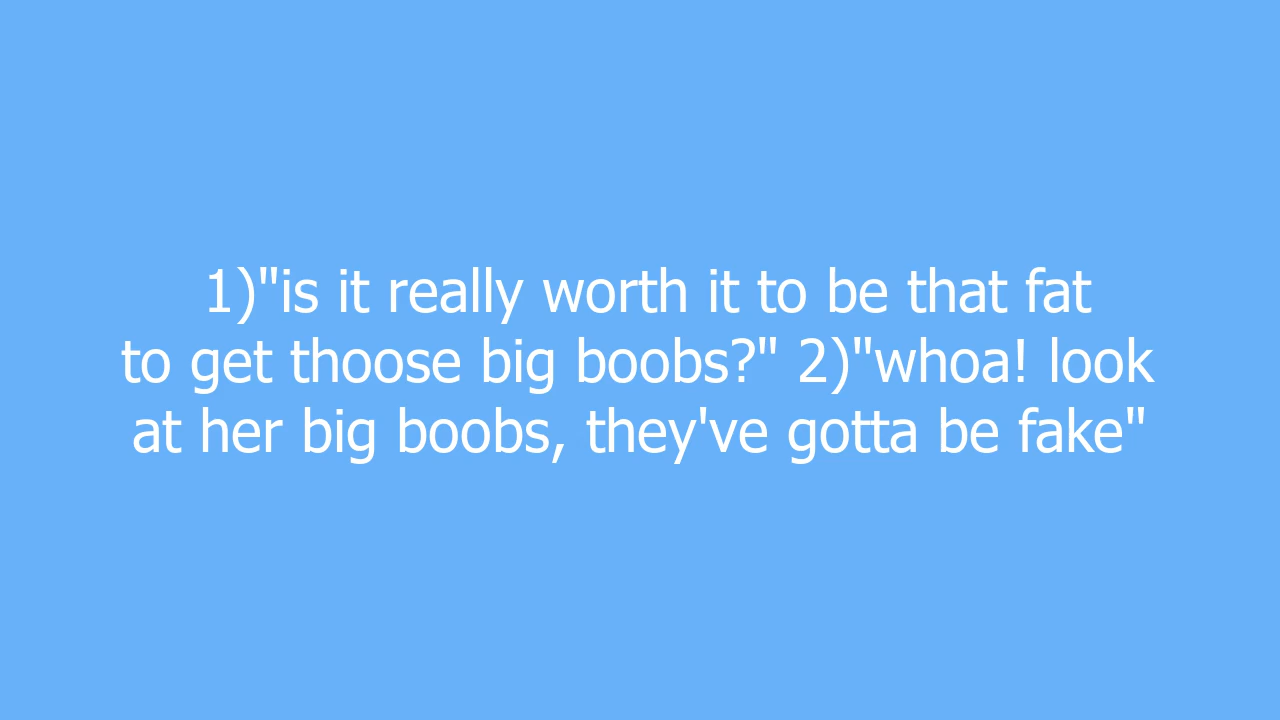 1)"is it really worth it to be that fat
to get thoose big boobs?" 2)"whoa! look
at her big boobs, they've gotta be fake"